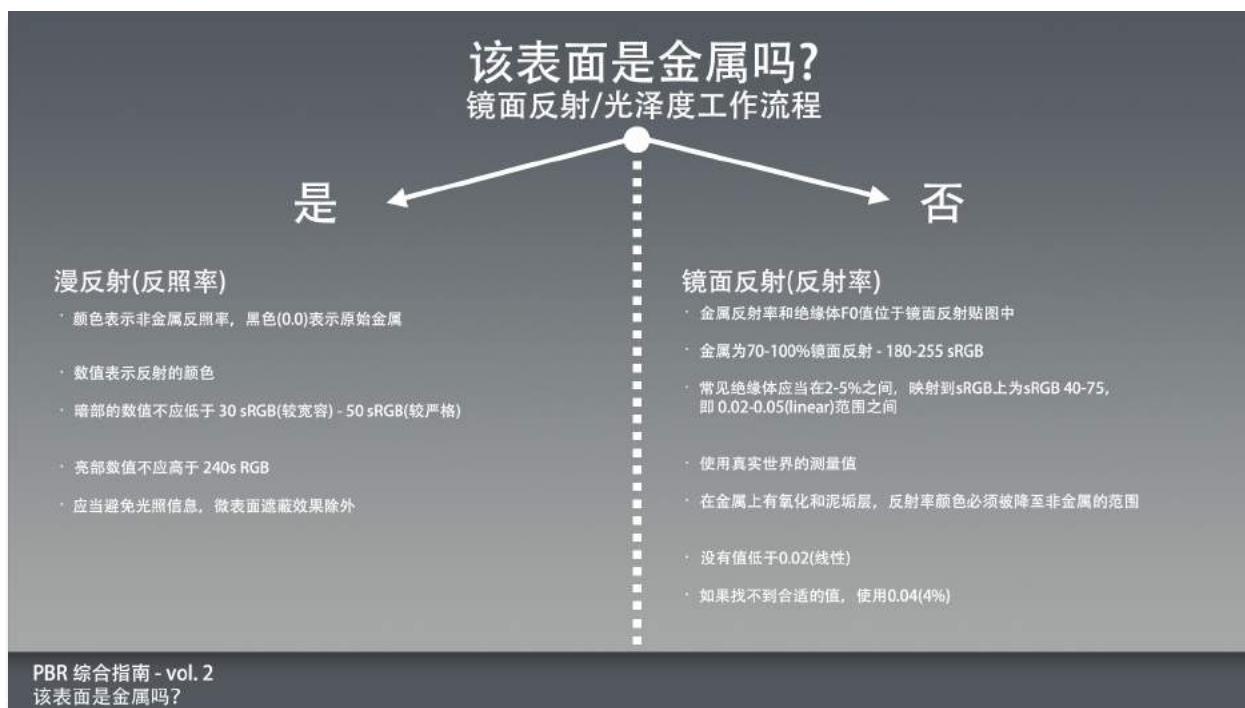 该表面是金属吗?
镜面反射/光泽度工作流程
是
否
漫反射(反照率)
· 颜色表示非金属反照率,黑色(0.0)表示原始金属
· 数值表示反射的颜色
· 暗部的数值不应低于 30 sRGB(较宽容) - 50 sRGB(较严格)
· 亮部数值不应高于 240s RGB
· 应当避免光照信息,微表面遮蔽效果除外
镜面反射(反射率)
· 金属反射率和绝缘体F0值位于镜面反射贴图中
· 金属为70-100%镜面反射 - 180-255 sRGB
· 常见绝缘体应当在2-5%之间,映射到sRGB上为sRGB 40-75,
即 0.02-0.05(linear)范围之间
· 使用真实世界的测量值
· 在金属上有氧化和泥垢层,反射率颜色必须被降至非金属的范围
· 没有值低于0.02(线性)
· 如果找不到合适的值,使用0.04(4%)
PBR 综合指南 - vol. 2
该表面是金属吗?